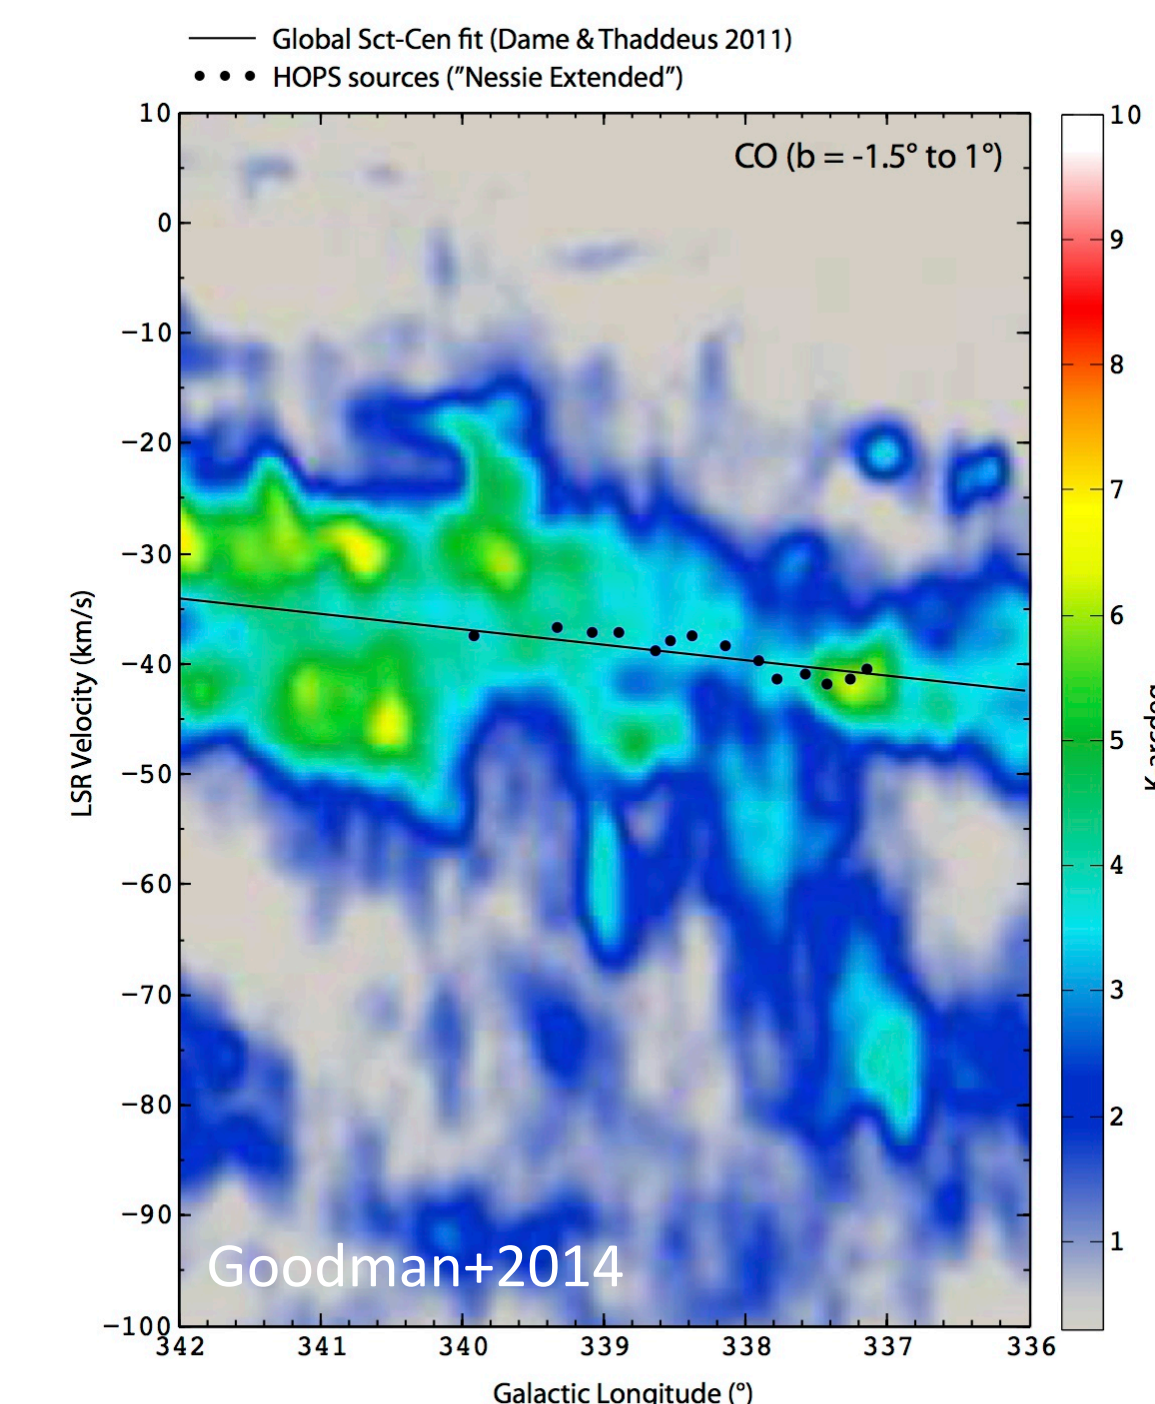 Global Sct-Cen fit (Dame & Thaddeus 2011)
HOPS sources ("Nessie Extended")
CO (b = -1.5° to 1°)
10
0
−10
−20
−30
−40
−50
−60
−70
−80
−90
−100
LSR Velocity (km/s)
342 341 340 339 338 337 336
Galactic Longitude (°)
10
9
8
7
6
5
4
3
2
1
K arcdeg
Goodman+2014